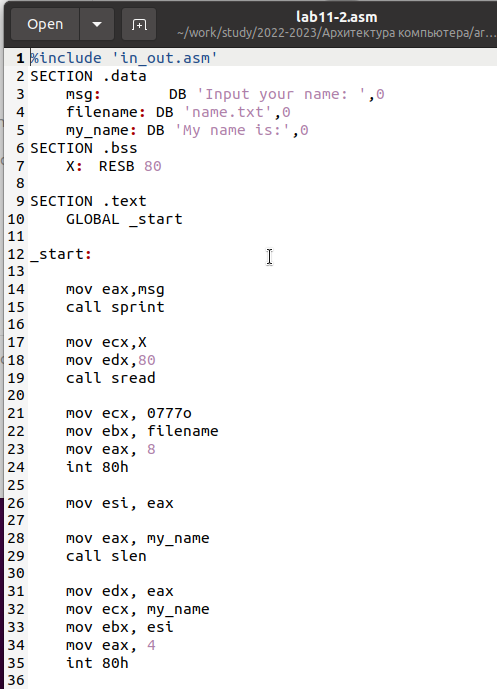 Open
lab11-2.asm
~/work/study/2022-2023/Архитектура компьютера/ar...
1 %include 'in_out.asm'
2 SECTION .data
3     msg:        DB 'Input your name: ',0
4     filename: DB 'name.txt',0
5     my_name: DB 'My name is:',0
6 SECTION .bss
7     X:  RESB 80
8
9 SECTION .text
10     GLOBAL _start
11
12 _start:
13
14     mov eax,msg
15     call sprint
16
17     mov ecx,X
18     mov edx,80
19     call sread
20
21     mov ecx, 0777o
22     mov ebx, filename
23     mov eax, 8
24     int 80h
25
26     mov esi, eax
27
28     mov eax, my_name
29     call slen
30
31     mov edx, eax
32     mov ecx, my_name
33     mov ebx, esi
34     mov eax, 4
35     int 80h
36